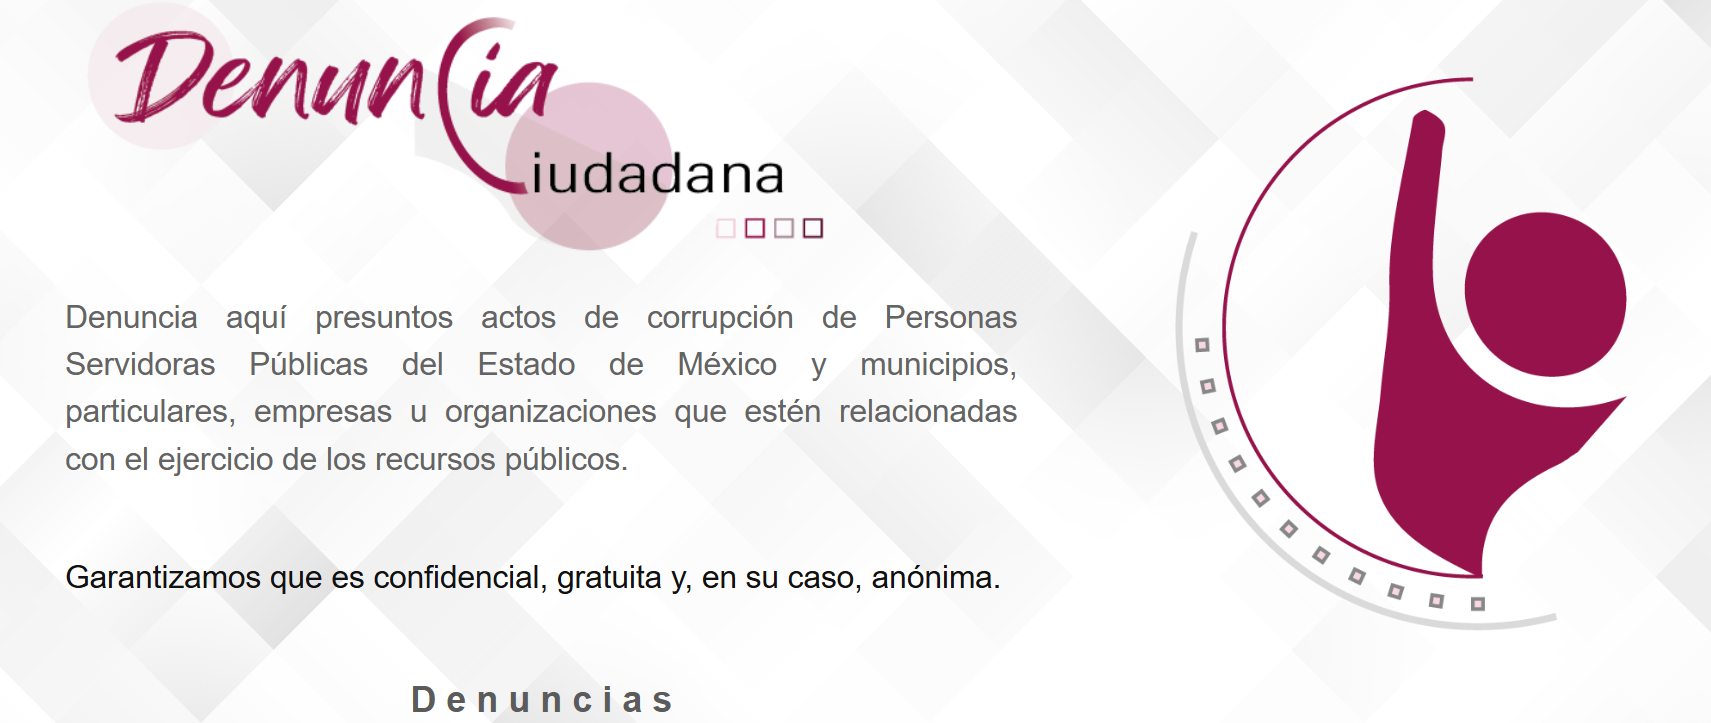 Denuncia
Ciudadana
Denuncia aquí presuntos actos de corrupción de Personas
Servidoras Públicas del Estado de México y municipios,
particulares, empresas u organizaciones que estén relacionadas
con el ejercicio de los recursos públicos.
Garantizamos que es confidencial, gratuita y, en su caso, anónima.
Denuncias